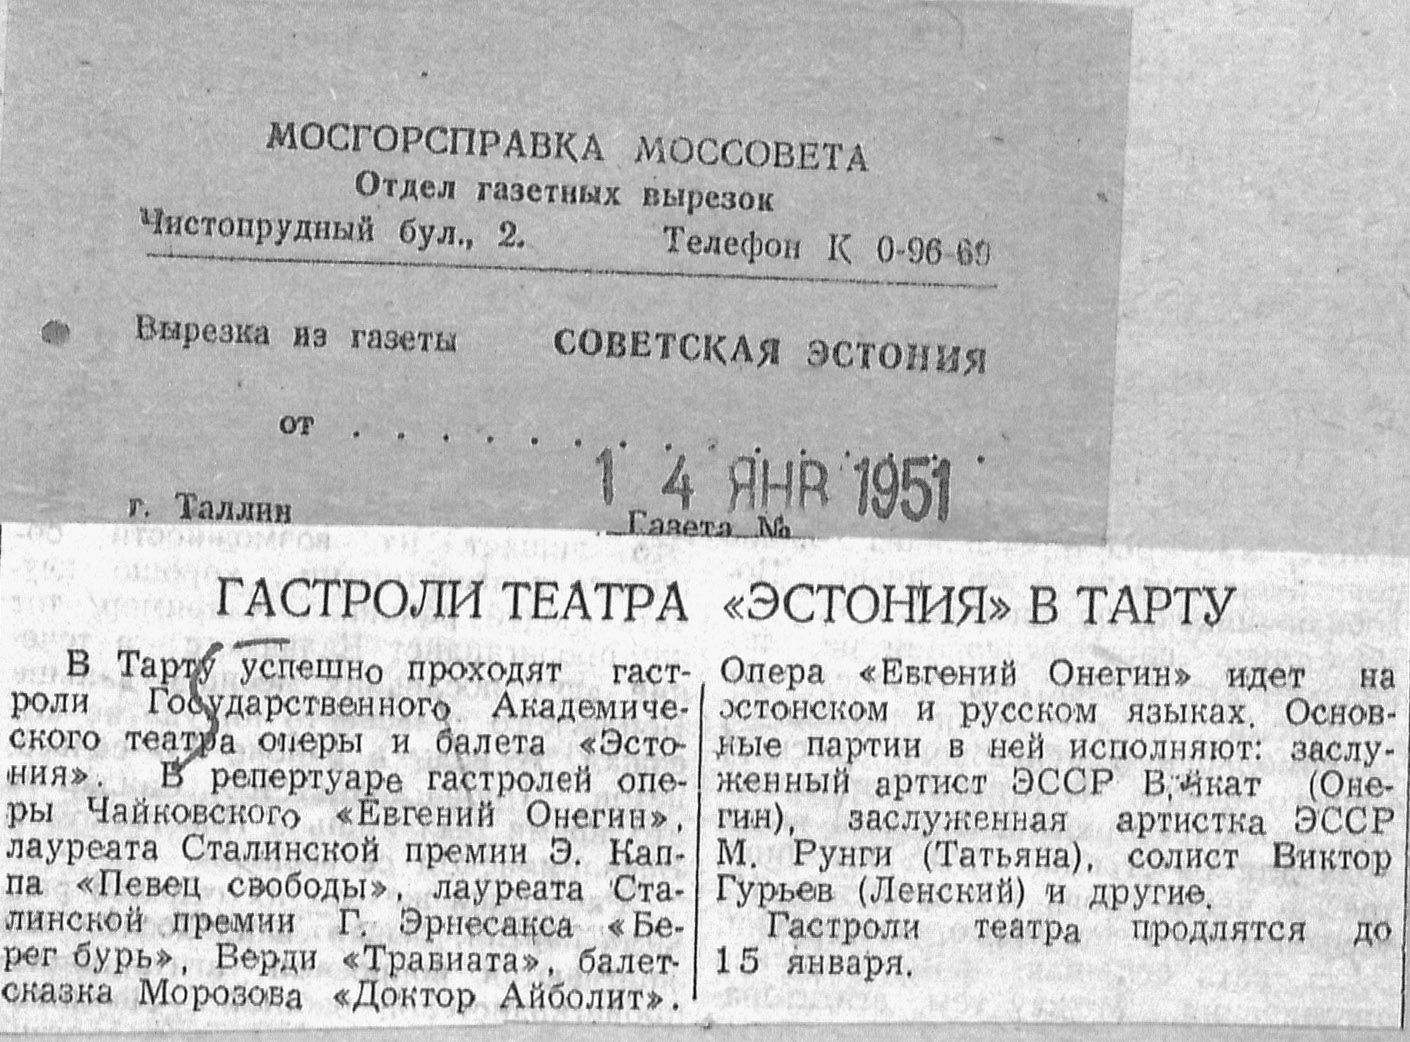 МОСГОРСПРАВКА МОССОВЕТА
Отдел газетных вырезок
Чистопрудный бул., 2. Телефон К 0-96-69
Вырезка из газеты СОВЕТСКАЯ ЭСТОНИЯ
от . . . . . . . . . . . . . . .
14 ЯНВ 1951
г. Таллин Газета №
ГАСТРОЛИ ТЕАТРА «ЭСТОНИЯ» В ТАРТУ
В Тарту успешно проходят гаст-
роли Государственного Академиче-
ского театра оперы и балета «Эсто-
ния». В репертуаре гастролей опе-
ры Чайковского «Евгений Онегин»,
лауреата Сталинской премии Э. Кап-
па «Певец свободы», лауреата Ста-
линской премии Г. Эрнесакса «Бе-
рег бурь», Верди «Травиата», балет-
сказка Морозова «Доктор Айболит».
Опера «Евгений Онегин» идет на
эстонском и русском языках. Основ-
ные партии в ней исполняют: заслу-
женный артист ЭССР (Оне-
гин), заслуженная артистка ЭССР
М. Рунги (Татьяна), солист Виктор
Гурьев (Ленский) и другие.
Гастроли театра продлятся до
15 января.